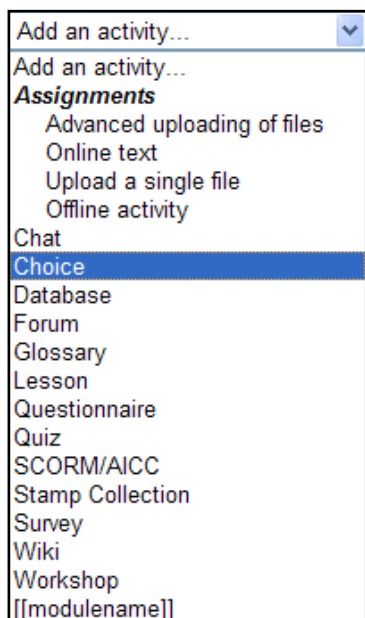 Add an activity...
Add an activity...
Assignments
Advanced uploading of files
Online text
Upload a single file
Offline activity
Chat
Choice
Database
Forum
Glossary
Lesson
Questionnaire
Quiz
SCORM/AICC
Stamp Collection
Survey
Wiki
Workshop
[[modulename]]